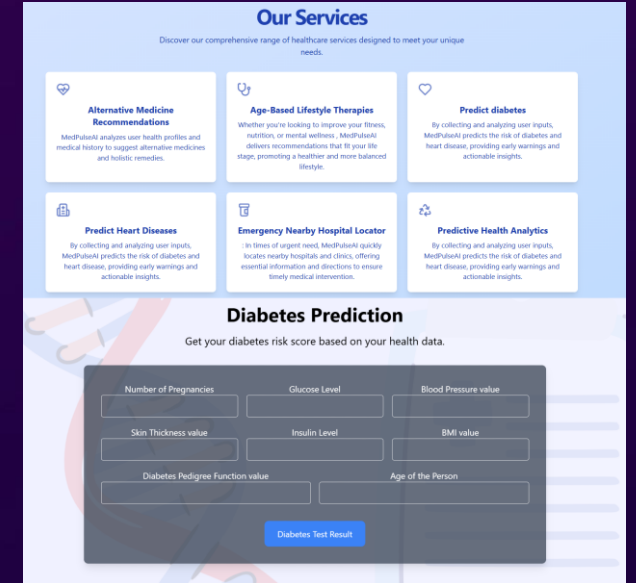 Our Services
Discover our comprehensive range of healthcare services designed to meet your unique
needs.
Alternative Medicine
Recommendations
MedPulseAI analyzes user health profiles and
medical history to suggest alternative medicines
and holistic remedies.
Age-Based Lifestyle Therapies
Whether you're looking to improve your fitness,
nutrition, or mental wellness , MedPulseAI
delivers recommendations that fit your life
stage, promoting a healthier and more balanced
lifestyle.
Predict diabetes
By collecting and analyzing user inputs,
MedPulseAI predicts the risk of diabetes and
heart disease, providing early warnings and
actionable insights.
Predict Heart Diseases
By collecting and analyzing user inputs,
MedPulseAI predicts the risk of diabetes and
heart disease, providing early warnings and
actionable insights.
Emergency Nearby Hospital Locator
: In times of urgent need, MedPulseAI quickly
locates nearby hospitals and clinics, offering
essential information and directions to ensure
timely medical intervention.
Predictive Health Analytics
By collecting and analyzing user inputs,
MedPulseAI predicts the risk of diabetes and
heart disease, providing early warnings and
actionable insights.
Diabetes Prediction
Get your diabetes risk score based on your health data.
Number of Pregnancies
Glucose Level
Blood Pressure value
Skin Thickness value
Insulin Level
BMI value
Diabetes Pedigree Function value
Age of the Person
Diabetes Test Result